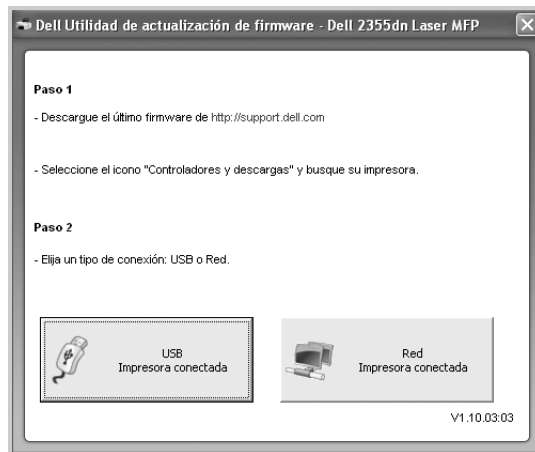 Dell Utilidad de actualización de firmware - Dell 2355dn Laser MFP
Paso 1
- Descargue el último firmware de http://support.dell.com
- Seleccione el icono "Controladores y descargas" y busque su impresora.
Paso 2
- Elija un tipo de conexión: USB o Red.
USB
Impresora conectada
Red
Impresora conectada
V1.10.03:03